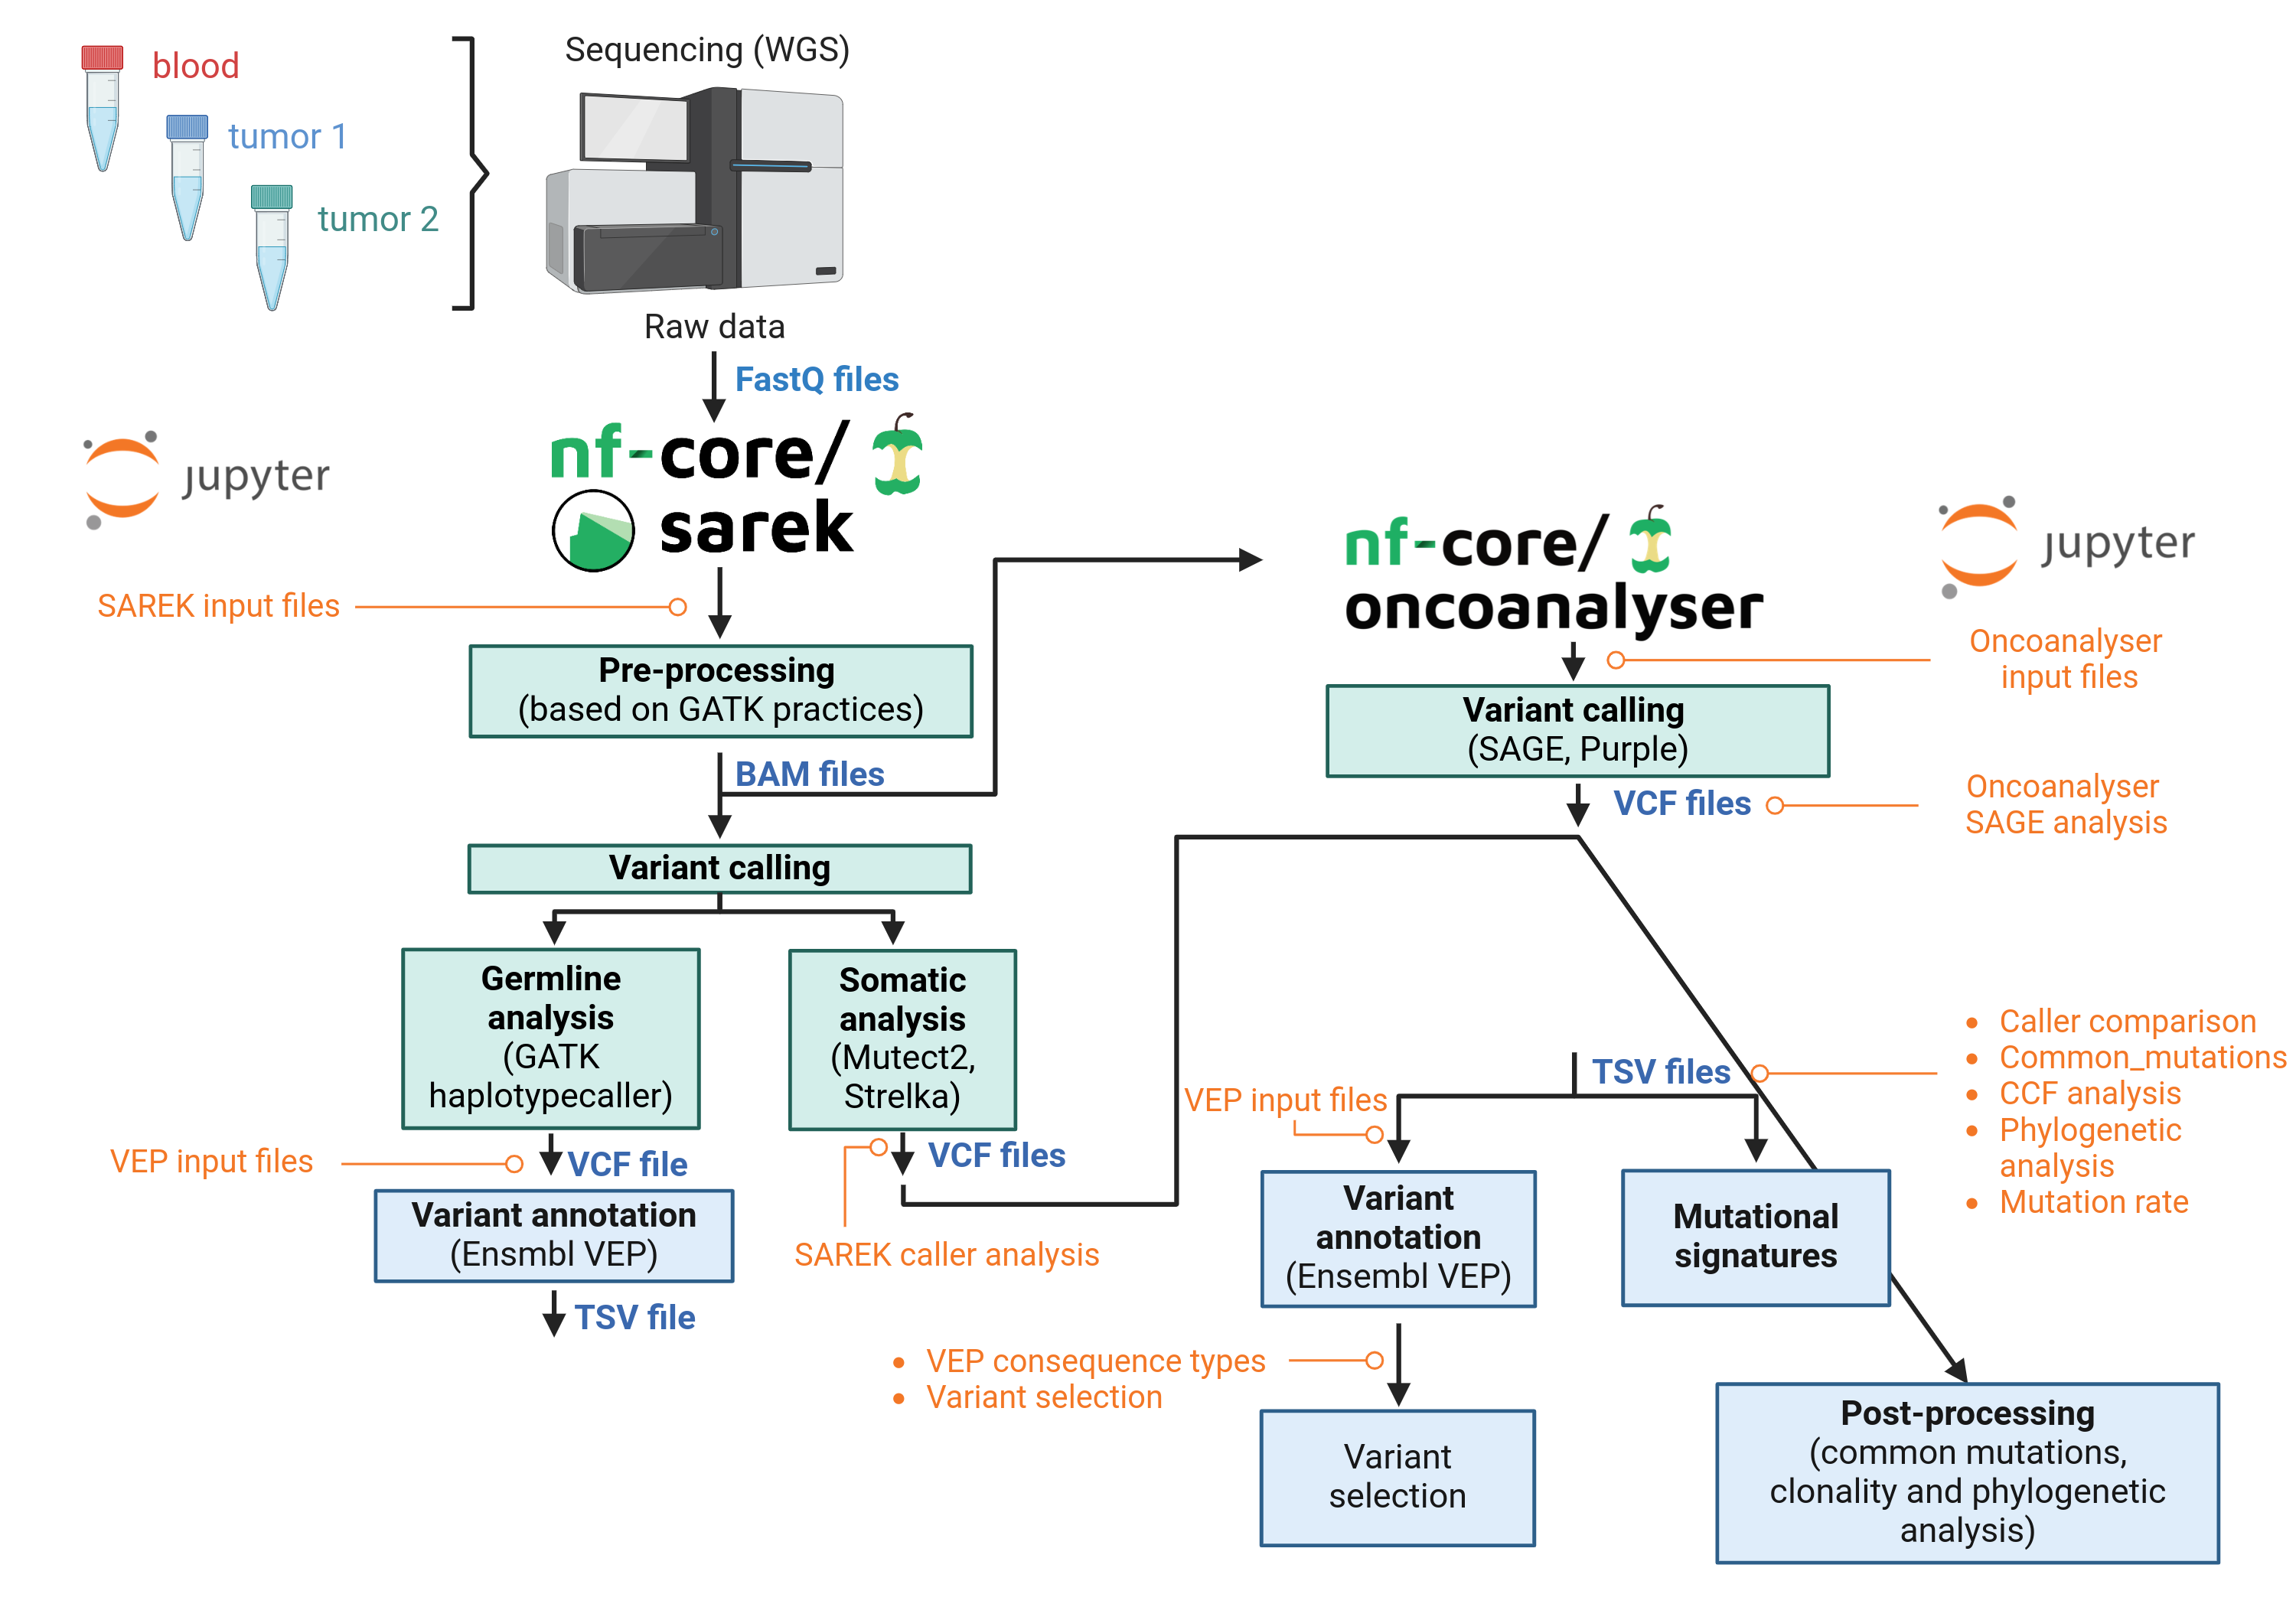 blood
tumor 1
tumor 2
Sequencing (WGS)
Raw data
FastQ files
jupyter
nf-core/
sarek
SAREK input files
Pre-processing
(based on GATK practices)
BAM files
Variant calling
Germline
analysis
(GATK
haplotypecaller)
Somatic
analysis
(Mutect2,
Strelka)
VEP input files
VCF file
VCF files
Variant annotation
(Ensmbl VEP)
SAREK caller analysis
TSV file
nf-core/
oncoanalyser
jupyter
Oncoanalyser
input files
Variant calling
(SAGE, Purple)
VCF files
Oncoanalyser
SAGE analysis
TSV files
• Caller comparison
• Common_mutations
• CCF analysis
• Phylogenetic
analysis
• Mutation rate
VEP input files
Variant
annotation
(Ensembl VEP)
Mutational
signatures
• VEP consequence types
• Variant selection
Variant
selection
Post-processing
(common mutations,
clonality and phylogenetic
analysis)